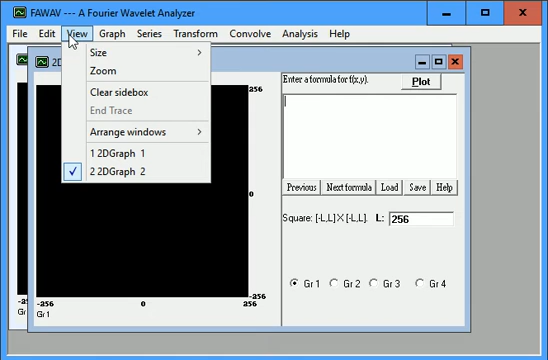 FAWAV --- A Fourier Wavelet Analyzer
File Edit View Graph Series Transform Convolve Analysis Help
Size
Zoom
Clear sidebox
End Trace
Arrange windows
1 2DGraph 1
2 2DGraph 2
2D
256
0
-256
-256 0 256
Gr 1
Enter a formula for f(x,y).
Plot
Previous Next formula Load Save Help
Square: [-L,L] X [-L,L]. L: 256
Gr 1 Gr 2 Gr 3 Gr 4